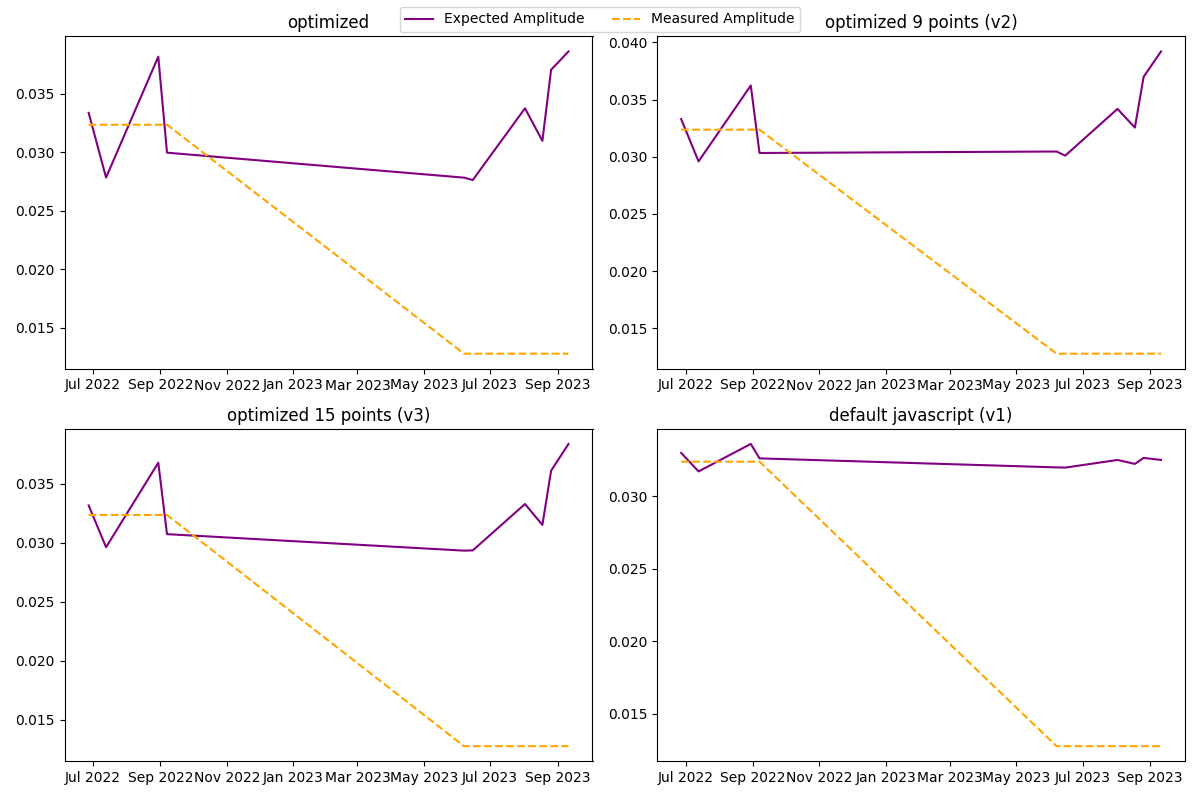 Expected Amplitude Measured Amplitude
optimized
0.035
0.030
0.025
0.020
0.015
Jul 2022 Sep 2022 Nov 2022 Jan 2023 Mar 2023 May 2023 Jul 2023 Sep 2023
optimized 9 points (v2)
0.040
0.035
0.030
0.025
0.020
0.015
Jul 2022 Sep 2022 Nov 2022 Jan 2023 Mar 2023 May 2023 Jul 2023 Sep 2023
optimized 15 points (v3)
0.035
0.030
0.025
0.020
0.015
Jul 2022 Sep 2022 Nov 2022 Jan 2023 Mar 2023 May 2023 Jul 2023 Sep 2023
default javascript (v1)
0.030
0.025
0.020
0.015
Jul 2022 Sep 2022 Nov 2022 Jan 2023 Mar 2023 May 2023 Jul 2023 Sep 2023